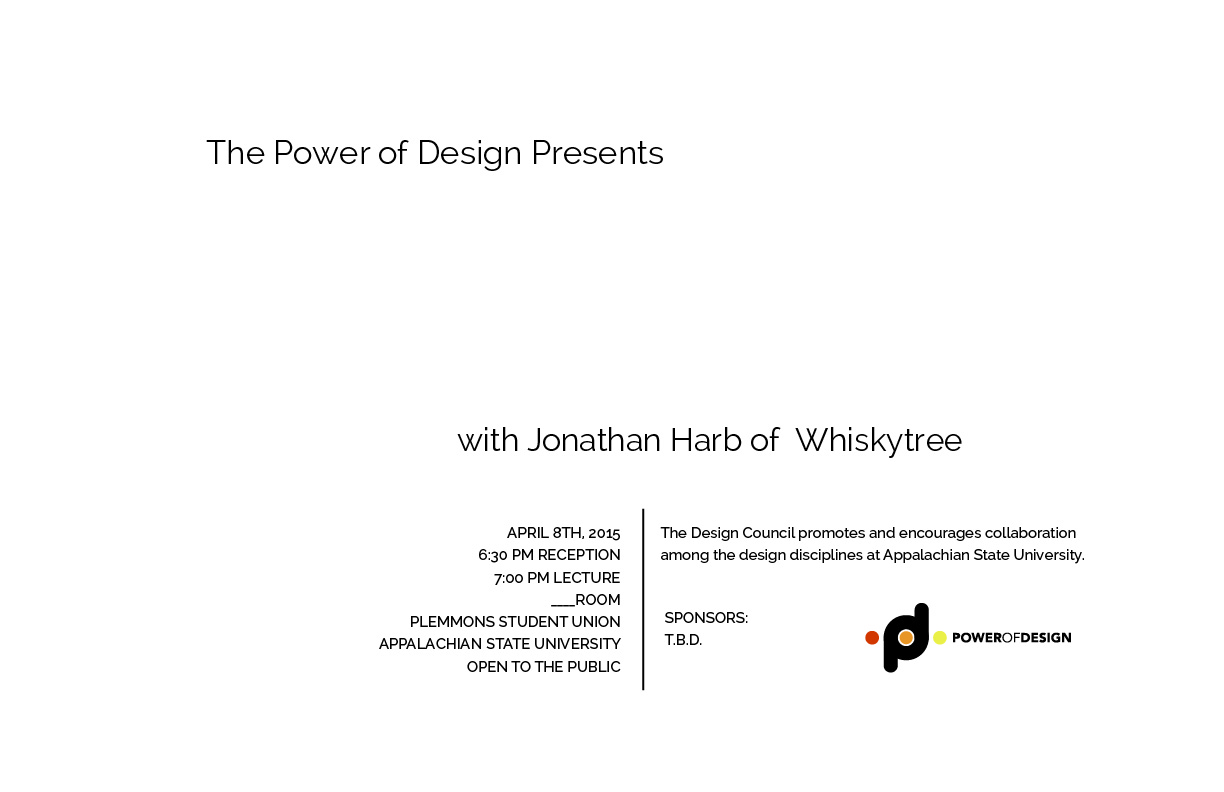 The Power of Design Presents
with Jonathan Harb of  Whiskytree
APRIL 8TH, 2015
6:30 PM RECEPTION
7:00 PM LECTURE
____ROOM
PLEMMONS STUDENT UNION
APPALACHIAN STATE UNIVERSITY
OPEN TO THE PUBLIC
The Design Council promotes and encourages collaboration
among the design disciplines at Appalachian State University.
SPONSORS:
T.B.D.
pd POWEROFDESIGN